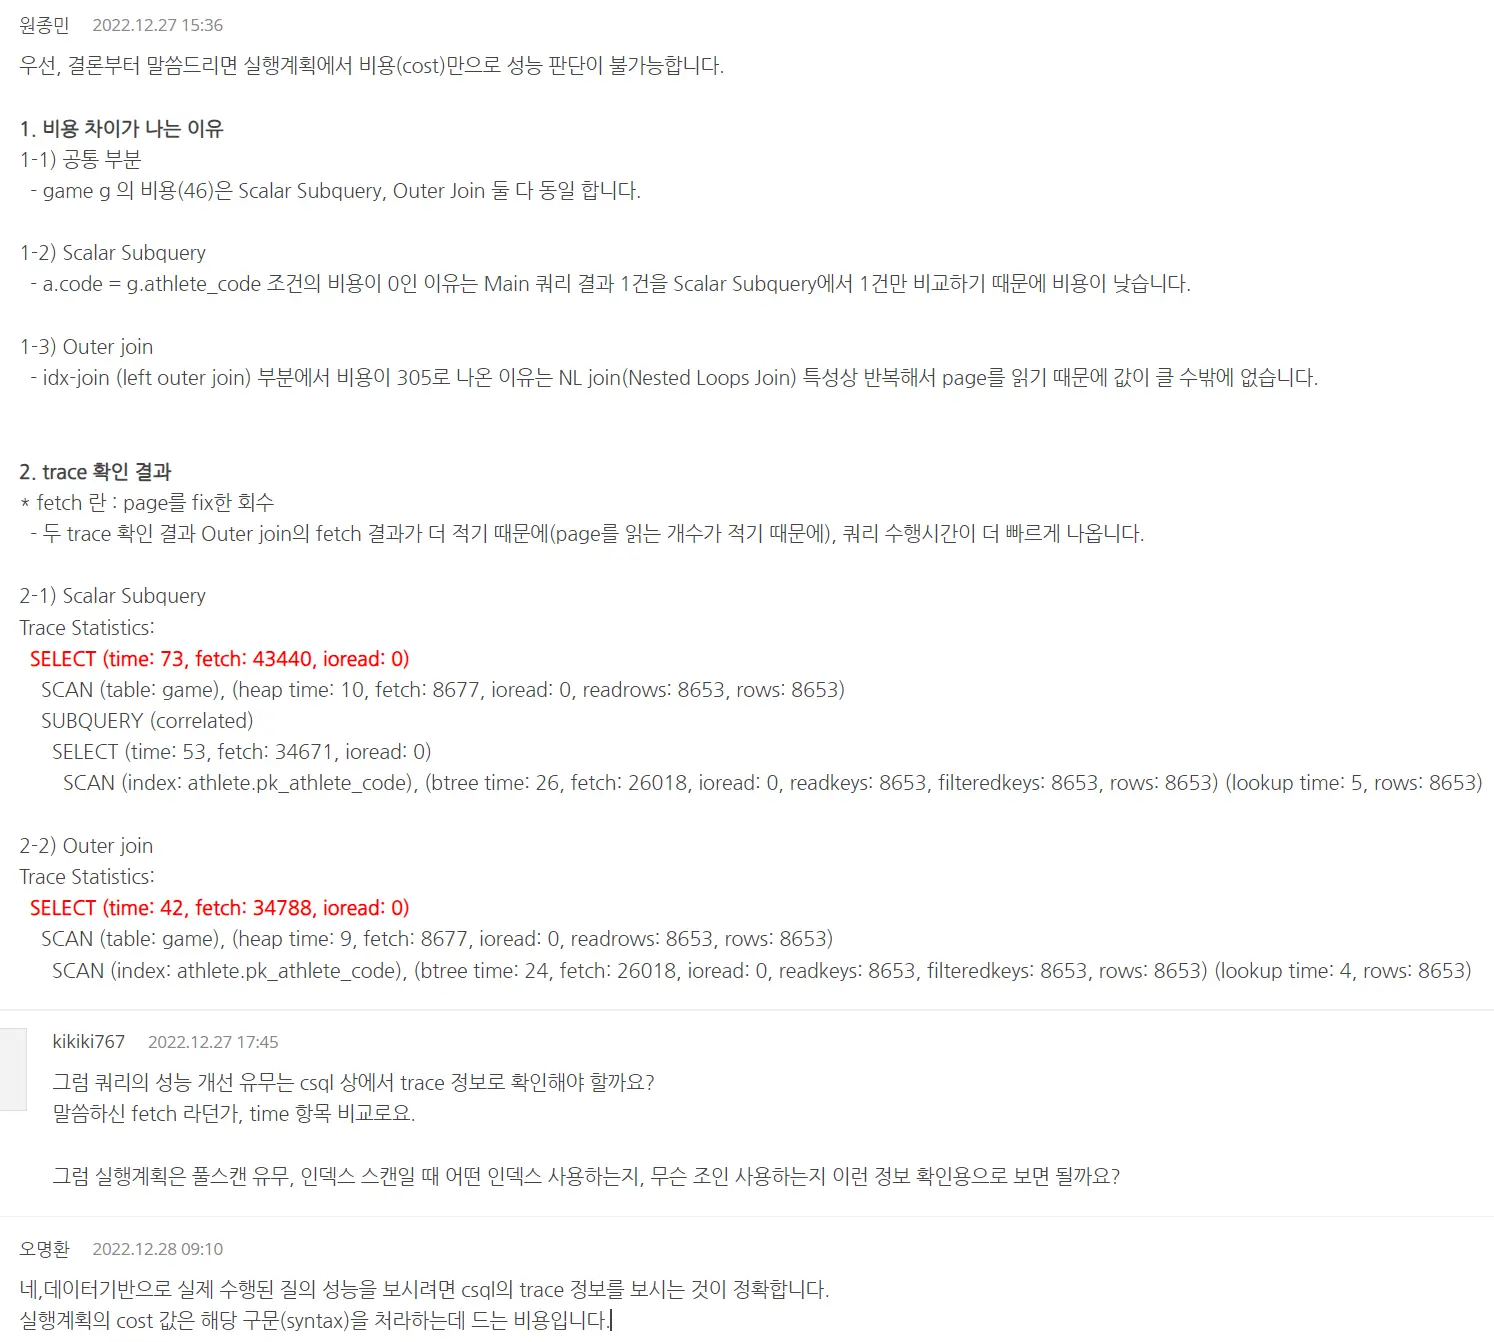 원종민 2022.12.27 15:36
우선, 결론부터 말씀드리면 실행계획에서 비용(cost)만으로 성능 판단이 불가능합니다.
1. 비용 차이가 나는 이유
1-1) 공통 부분
- game g 의 비용(46)은 Scalar Subquery, Outer Join 둘 다 동일 합니다.
1-2) Scalar Subquery
- a.code = g.athlete_code 조건의 비용이 0인 이유는 Main 쿼리 결과 1건을 Scalar Subquery에서 1건만 비교하기 때문에 비용이 낮습니다.
1-3) Outer join
- idx-join (left outer join) 부분에서 비용이 305로 나온 이유는 NL join(Nested Loops Join) 특성상 반복해서 page를 읽기 때문에 값이 클 수밖에 없습니다.
2. trace 확인 결과
* fetch 란 : page를 fix한 회수
- 두 trace 확인 결과 Outer join의 fetch 결과가 더 적기 때문에(page를 읽는 개수가 적기 때문에), 쿼리 수행시간이 더 빠르게 나옵니다.
2-1) Scalar Subquery
Trace Statistics:
SELECT (time: 73, fetch: 43440, ioread: 0)
SCAN (table: game), (heap time: 10, fetch: 8677, ioread: 0, readrows: 8653, rows: 8653)
SUBQUERY (correlated)
SELECT (time: 53, fetch: 34671, ioread: 0)
SCAN (index: athlete.pk_athlete_code), (btree time: 26, fetch: 26018, ioread: 0, readkeys: 8653, filteredkeys: 8653, rows: 8653) (lookup time: 5, rows: 8653)
2-2) Outer join
Trace Statistics:
SELECT (time: 42, fetch: 34788, ioread: 0)
SCAN (table: game), (heap time: 9, fetch: 8677, ioread: 0, readrows: 8653, rows: 8653)
SCAN (index: athlete.pk_athlete_code), (btree time: 24, fetch: 26018, ioread: 0, readkeys: 8653, filteredkeys: 8653, rows: 8653) (lookup time: 4, rows: 8653)
kikiki767 2022.12.27 17:45
그럼 쿼리의 성능 개선 유무는 csql 상에서 trace 정보로 확인해야 할까요?
말씀하신 fetch 라던가, time 항목 비교로요.
그럼 실행계획은 풀스캔 유무, 인덱스 스캔일 때 어떤 인덱스 사용하는지, 무슨 조인 사용하는지 이런 정보 확인용으로 보면 될까요?
오명환 2022.12.28 09:10
네,데이터기반으로 실제 수행된 질의 성능을 보시려면 csql의 trace 정보를 보시는 것이 정확합니다.
실행계획의 cost 값은 해당 구문(syntax)을 처라하는데 드는 비용입니다.